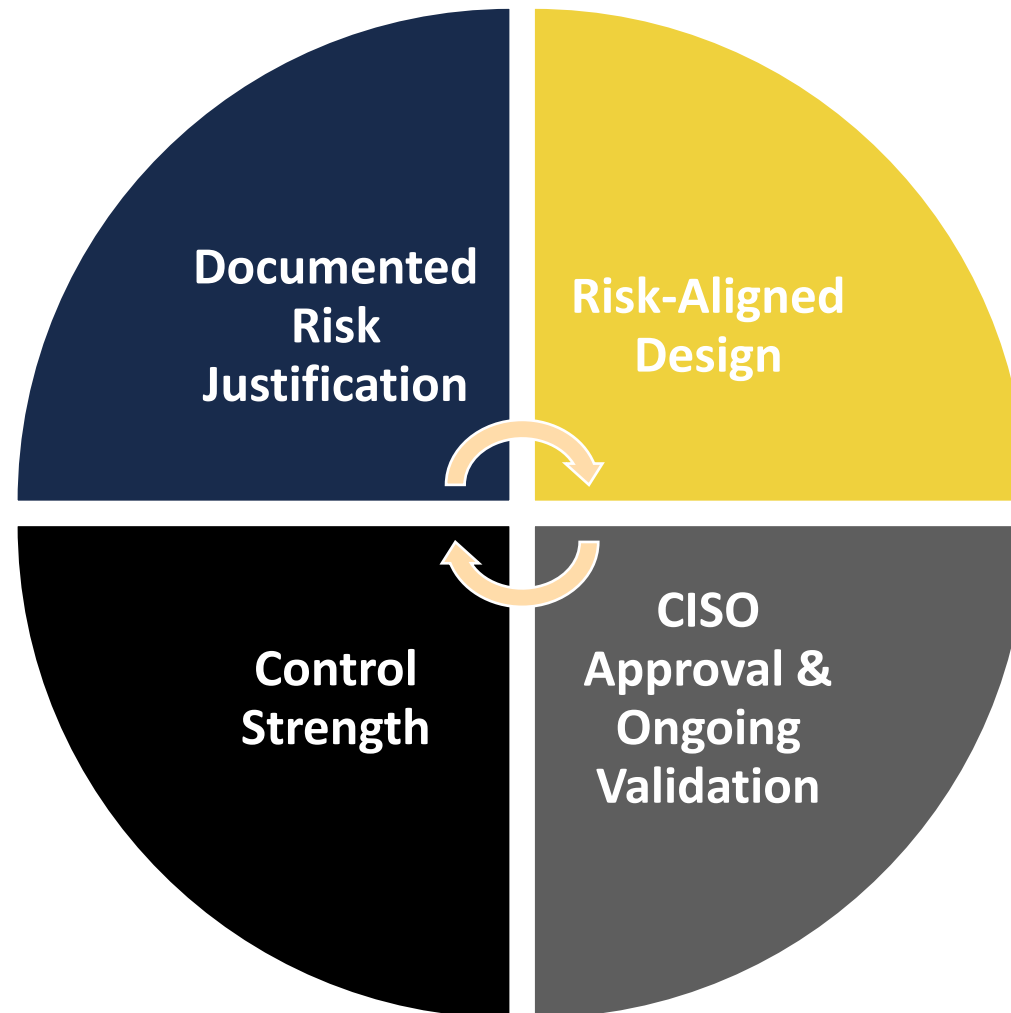 Documented
Risk
Justification
Risk-Aligned
Design
Control
Strength
CISO
Approval &
Ongoing
Validation